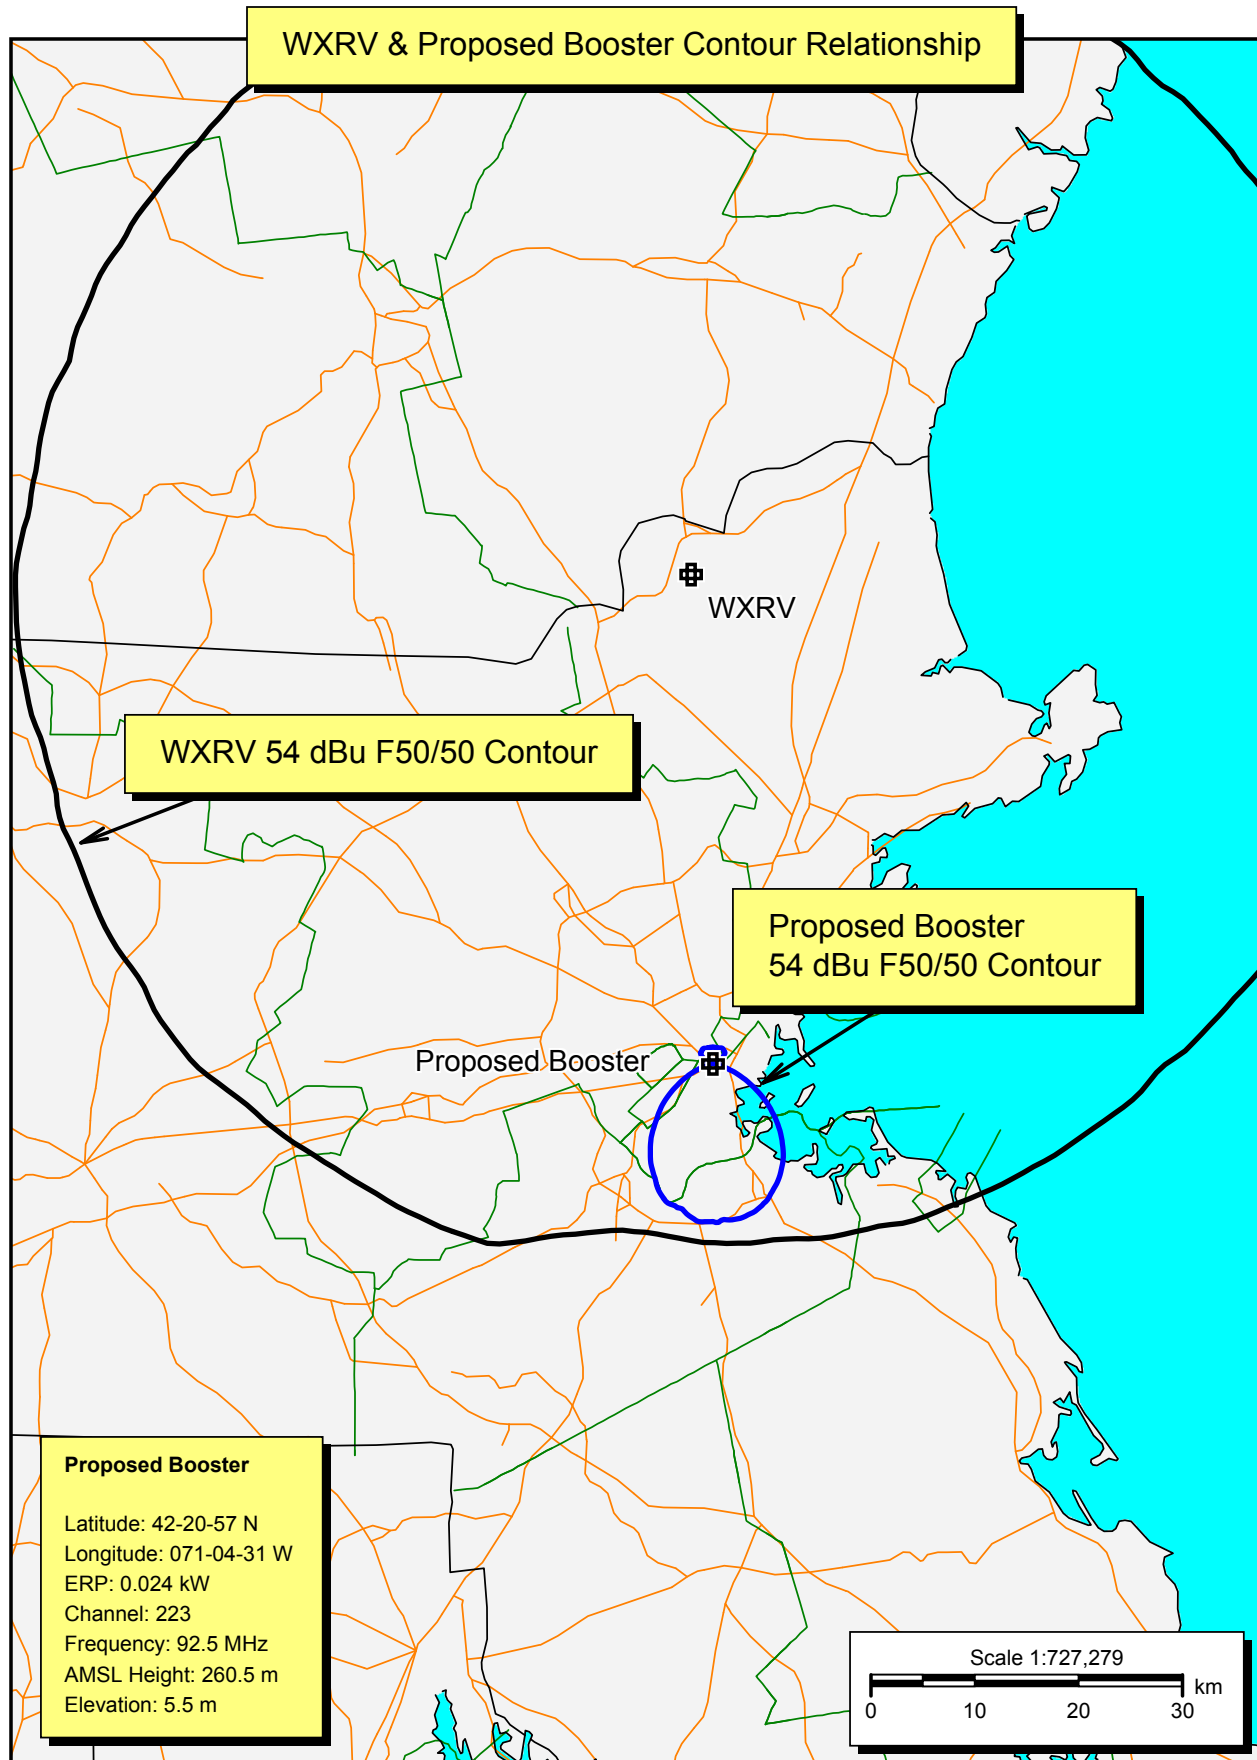 WXRV & Proposed Booster Contour Relationship
WXRV
WXRV 54 dBu F50/50 Contour
Proposed Booster
54 dBu F50/50 Contour
Proposed Booster
Proposed Booster
Latitude: 42-20-57 N
Longitude: 071-04-31 W
ERP: 0.024 kW
Channel: 223
Frequency: 92.5 MHz
AMSL Height: 260.5 m
Elevation: 5.5 m
Scale 1:727,279
km
0 10 20 30